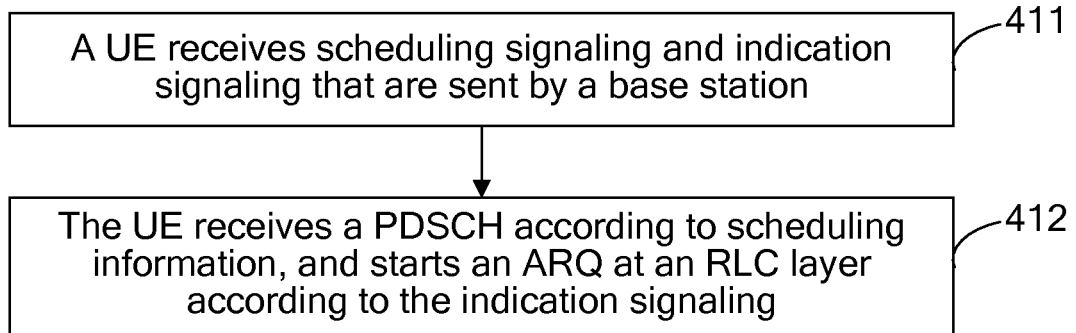 A UE receives scheduling signaling and indication
signaling that are sent by a base station
411
The UE receives a PDSCH according to scheduling
information, and starts an ARQ at an RLC layer
according to the indication signaling
412